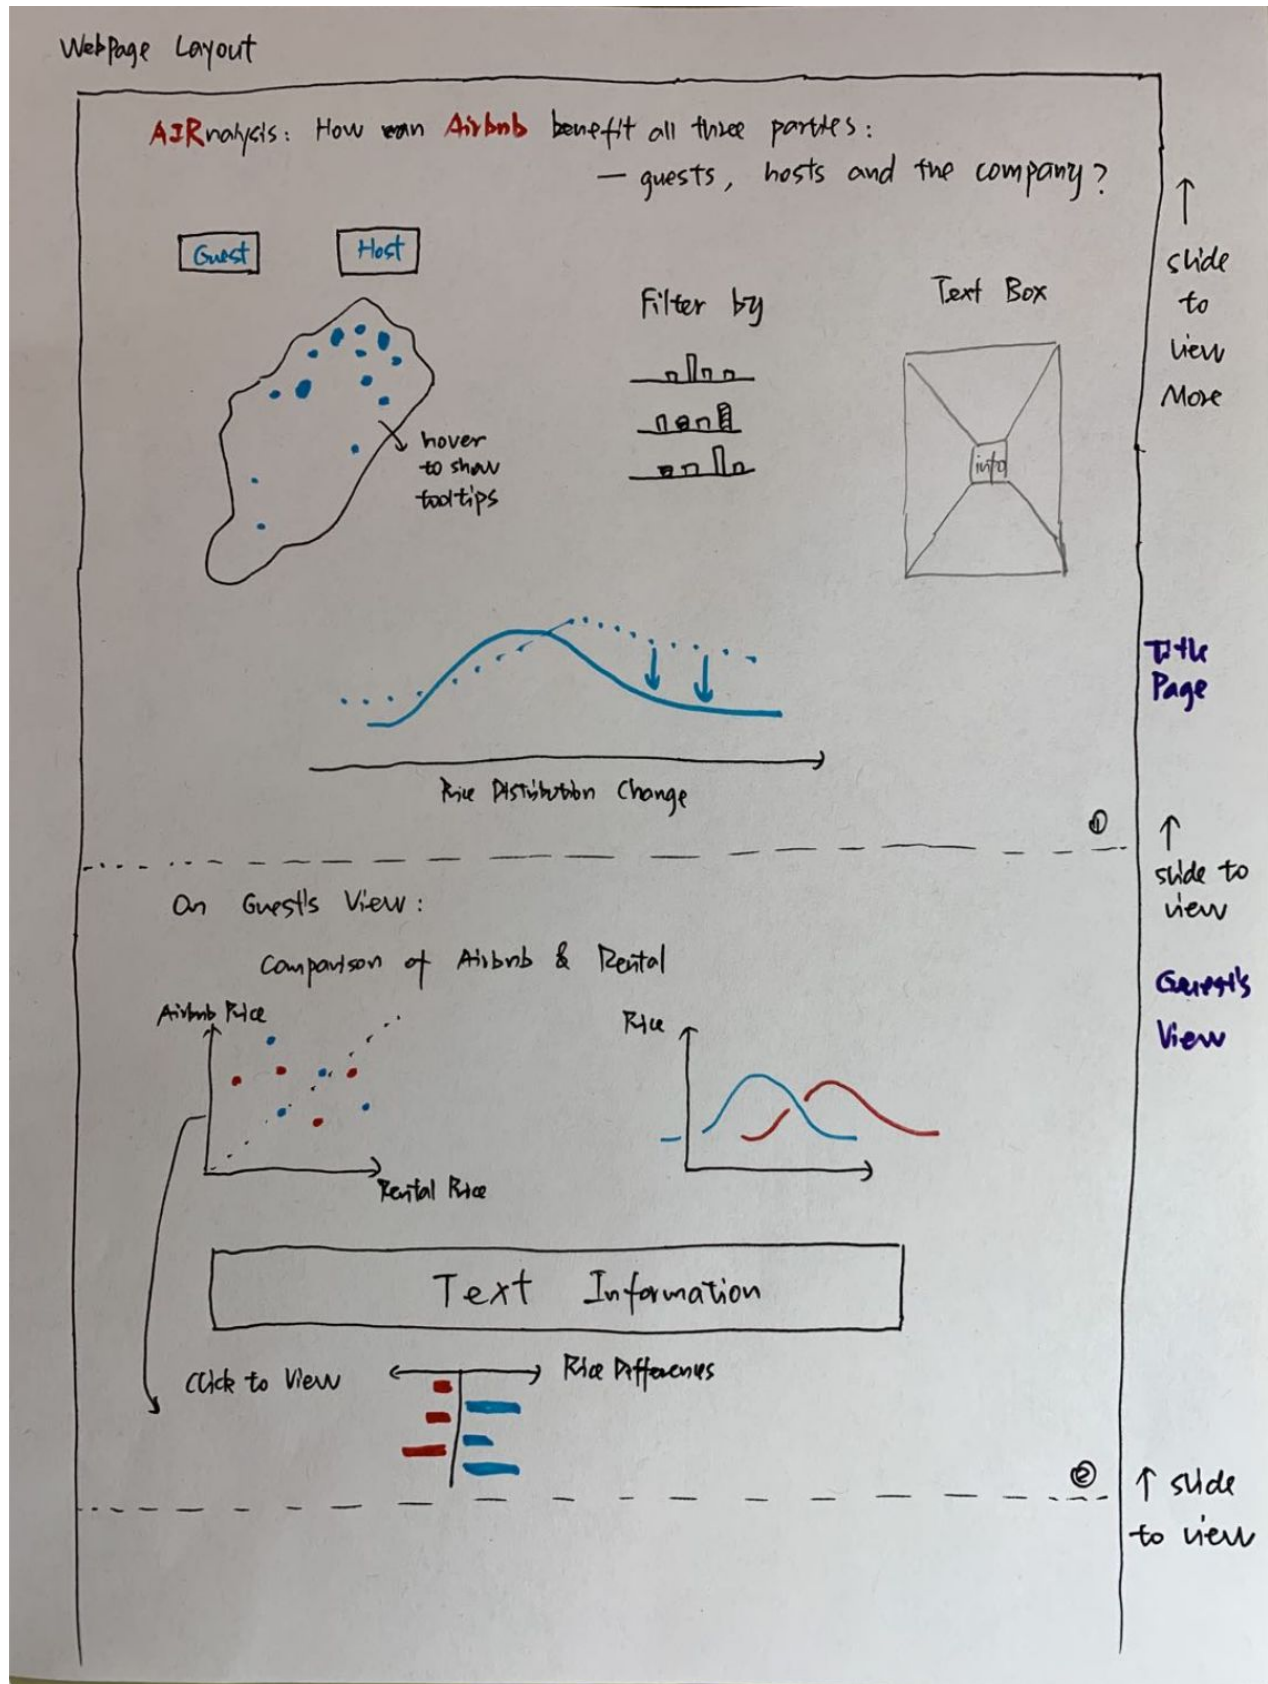 Webpage Layout
AIRnalysis: How can Airbnb benefit all three parties:
— guests, hosts and the company?
Guest
Host
Filter by
Text Box
info
hover
to show
tooltips
↑
slide
to
view
More
Title
Page
Price Distribution Change
①
↑
slide to
view
On Guest's View:
Comparison of Airbnb & Rental
Guest's
View
Airbnb Price
Rental Price
Price
Text Information
Click to View
Price Differences
②
↑ slide
to view